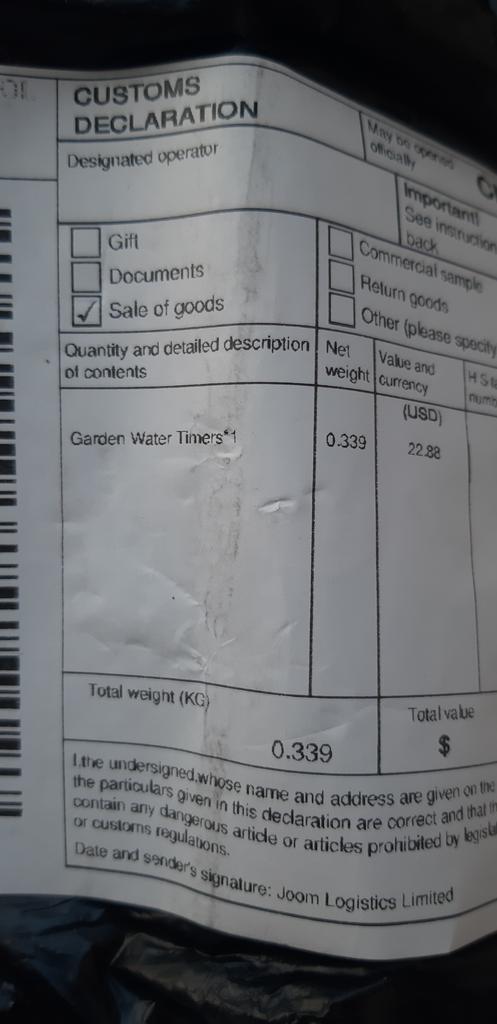 CUSTOMS
DECLARATION
May be opened
officially
Designated operator
Important!
See instruction
back
Gift
Documents
✓ Sale of goods
Commercial sample
Return goods
Other (please specify
Quantity and detailed description
of contents
Net
weight
Value and
currency
(USD)
Garden Water Timers*1
0.339
22.88
Total weight (KG)
0.339
Total value
$
I,the undersigned,whose name and address are given on the
the particulars given in this declaration are correct and that
contain any dangerous article or articles prohibited by
or customs regulations.
Date and sender's signature: Joom Logistics Limited